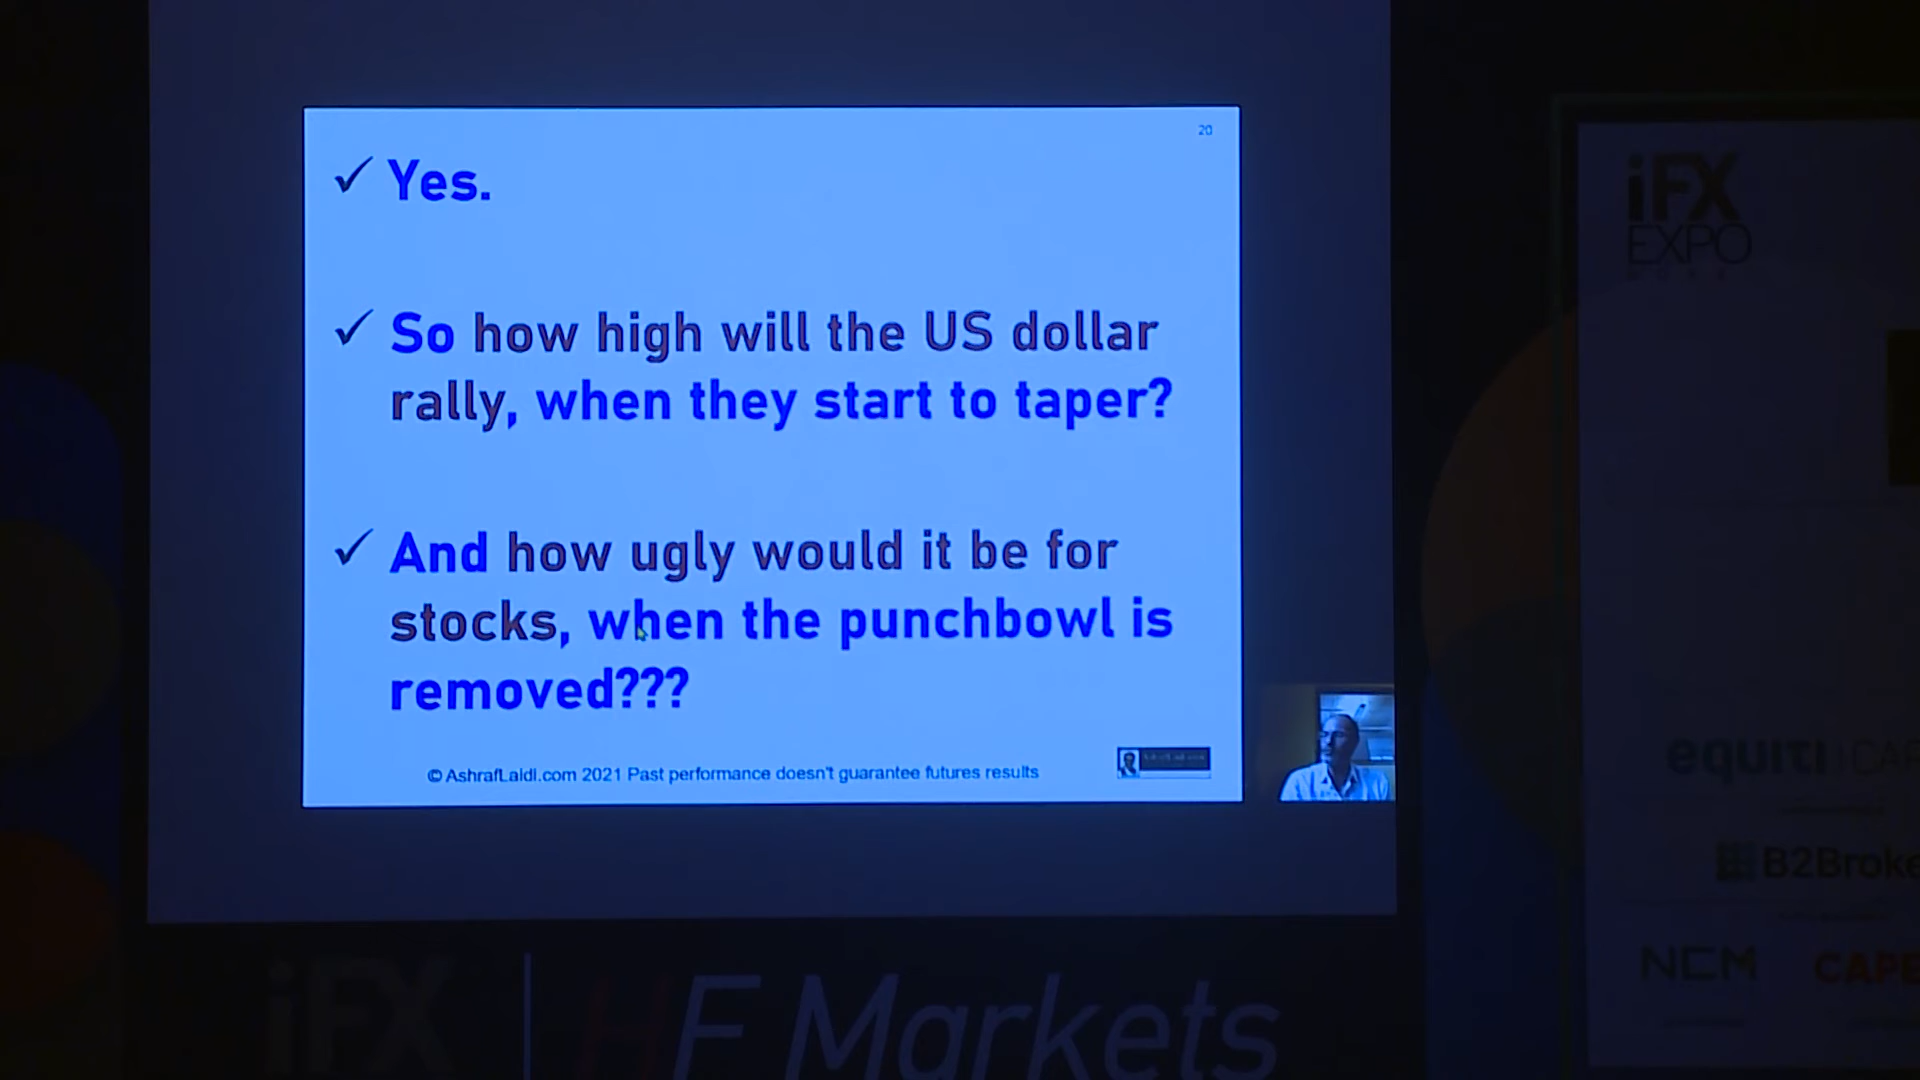 20
✓ Yes.
✓ So how high will the US dollar
rally, when they start to taper?
✓ And how ugly would it be for
stocks, when the punchbowl is
removed???
© AshrafLaidi.com 2021 Past performance doesn't guarantee futures results
iFX
EXPO
equiti CAP
B2Broke
NCM
CAPE
iFX
HF Markets